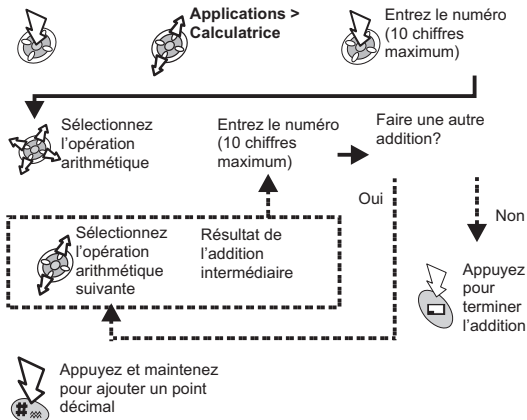 Applications >
Calculatrice
Entrez le numéro
(10 chiffres
maximum)
Sélectionnez
l'opération
arithmétique
Entrez le numéro
(10 chiffres
maximum)
Faire une autre
addition?
Oui
Non
Sélectionnez
l'opération
arithmétique
suivante
Résultat de
l'addition
intermédiaire
Appuyez
pour
terminer
l'addition
#
Appuyez et maintenez
pour ajouter un point
décimal